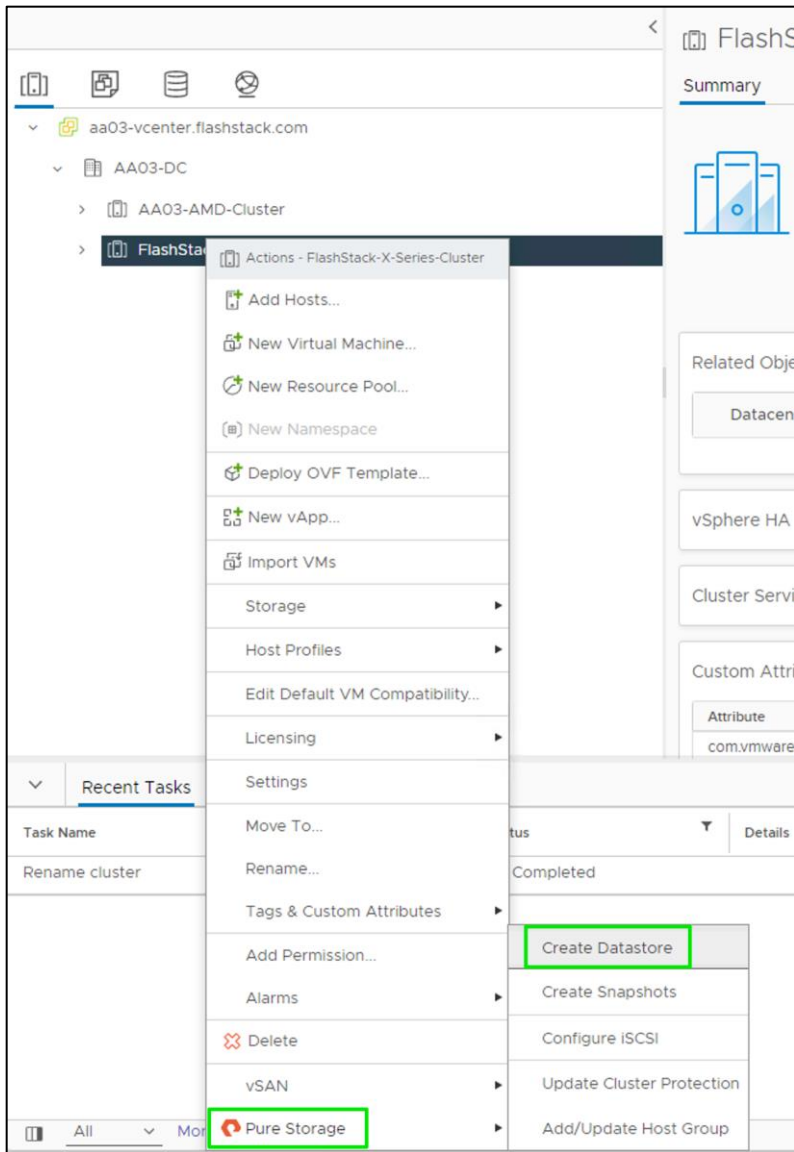 FlashS
Summary
aa03-vcenter.flashstack.com
AA03-DC
AA03-AMD-Cluster
FlashSta
Actions - FlashStack-X-Series-Cluster
Add Hosts...
New Virtual Machine...
New Resource Pool...
New Namespace
Deploy OVF Template...
New vApp...
Import VMs
Storage
Host Profiles
Edit Default VM Compatibility...
Licensing
Settings
Move To...
Rename...
Tags & Custom Attributes
Add Permission...
Alarms
Delete
vSAN
Pure Storage
Create Datastore
Create Snapshots
Configure iSCSI
Update Cluster Protection
Add/Update Host Group
Related Obje
Datacen
vSphere HA
Cluster Servi
Custom Attri
Attribute
com.vmware
Recent Tasks
Task Name
tus
Details
Rename cluster
Completed
All
Mor